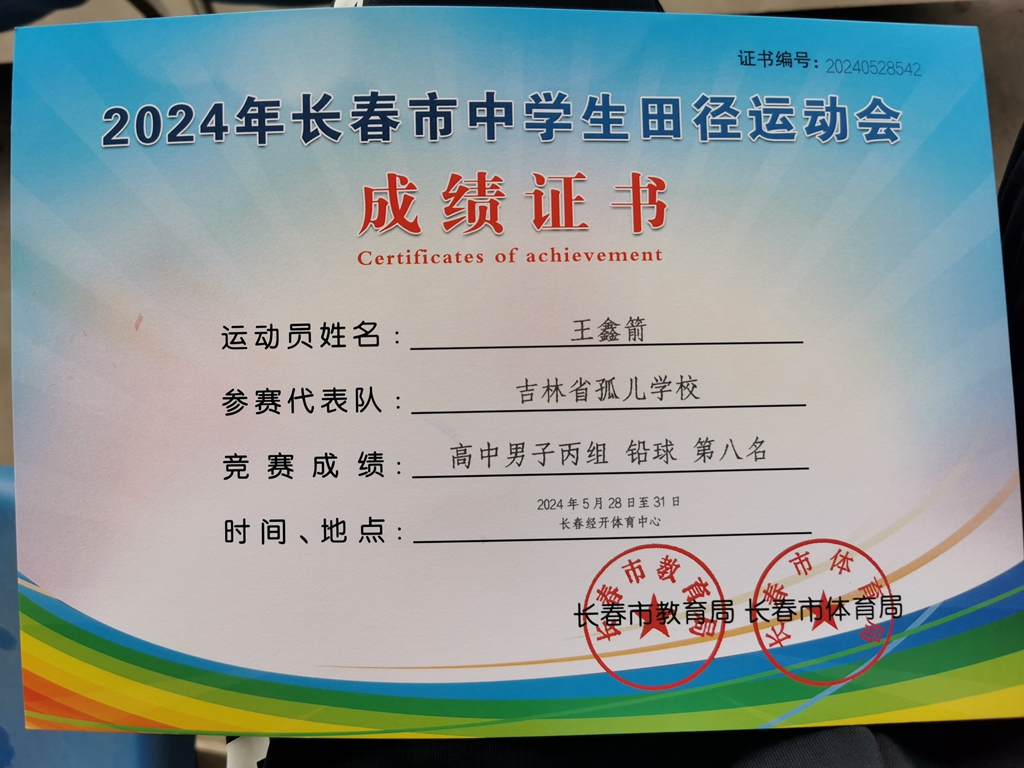 证书编号：20240528542
2024年长春市中学生田径运动会
成绩证书
Certificates of achievement
运动员姓名：王鑫箭
参赛代表队：吉林省孤儿学校
竞赛成绩：高中男子丙组 铅球 第八名
时间、地点：2024年5月28日至31日
长春经开体育中心
长春市教育局 长春市体育局
长春市教育局
长春市体育局